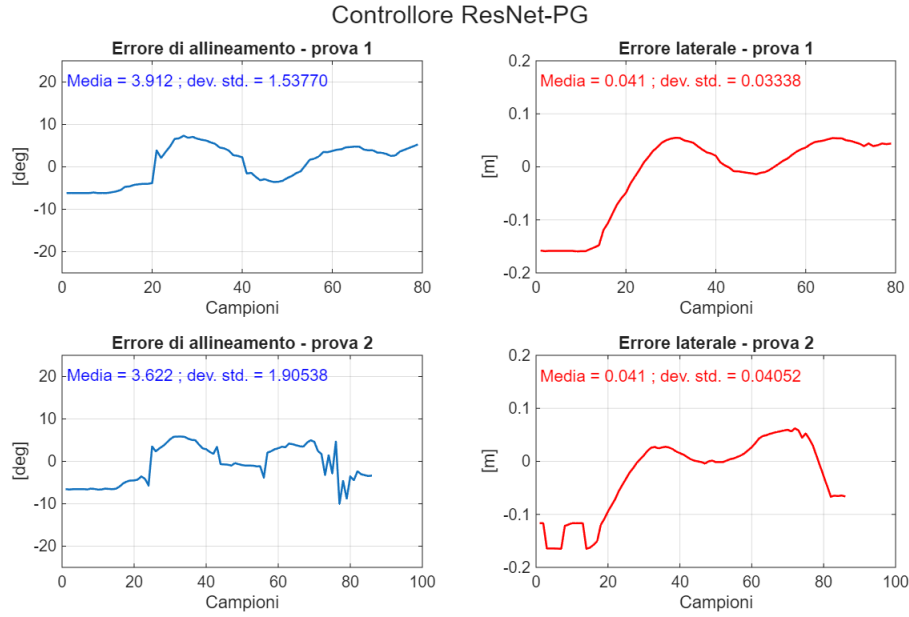 Controllore ResNet-PG
Errore di allineamento - prova 1
Media = 3.912 ; dev. std. = 1.53770
20
10
0
-10
-20
[deg]
0 20 40 60 80
Campioni
Errore laterale - prova 1
Media = 0.041 ; dev. std. = 0.03338
0.2
0.1
0
-0.1
-0.2
[m]
0 20 40 60 80
Campioni
Errore di allineamento - prova 2
Media = 3.622 ; dev. std. = 1.90538
20
10
0
-10
-20
[deg]
0 20 40 60 80 100
Campioni
Errore laterale - prova 2
Media = 0.041 ; dev. std. = 0.04052
0.2
0.1
0
-0.1
-0.2
[m]
0 20 40 60 80 100
Campioni